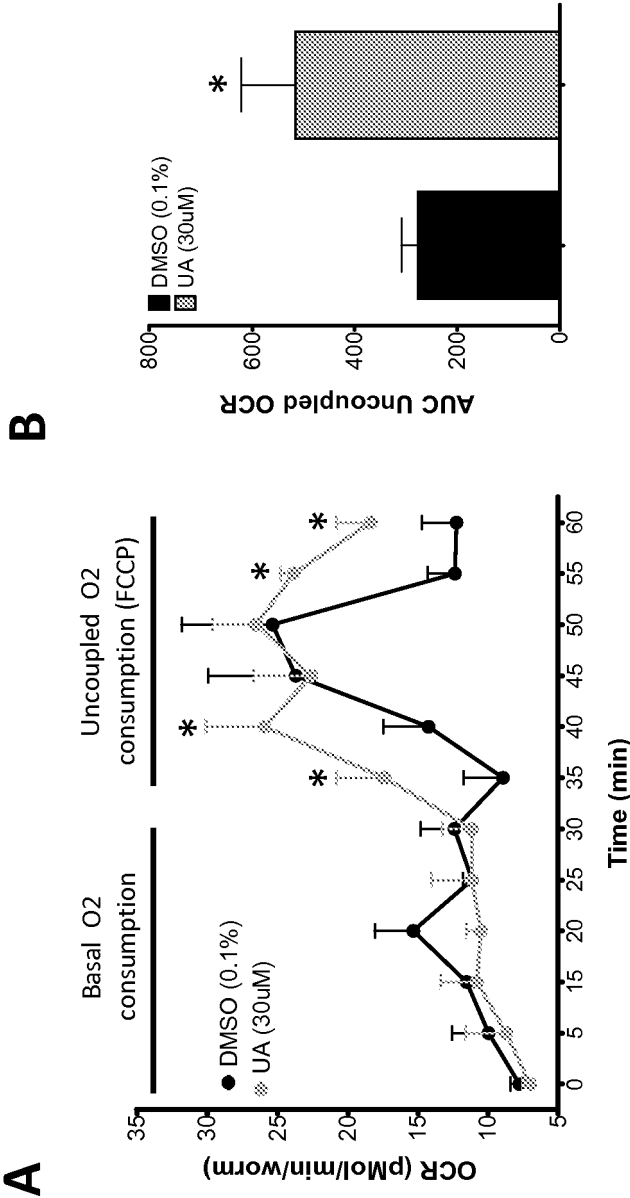 A
Basal O2
consumption
Uncoupled O2
consumption (FCCP)
DMSO (0.1%)
UA (30uM)
* * * *
35
30
25
20
15
10
5
OCR (pMol/min/worm)
0 5 15 20 25 30 35 40 45 50 55 60
Time (min)
B
DMSO (0.1%)
UA (30uM)
*
800
600
400
200
0
AUC Uncoupled OCR